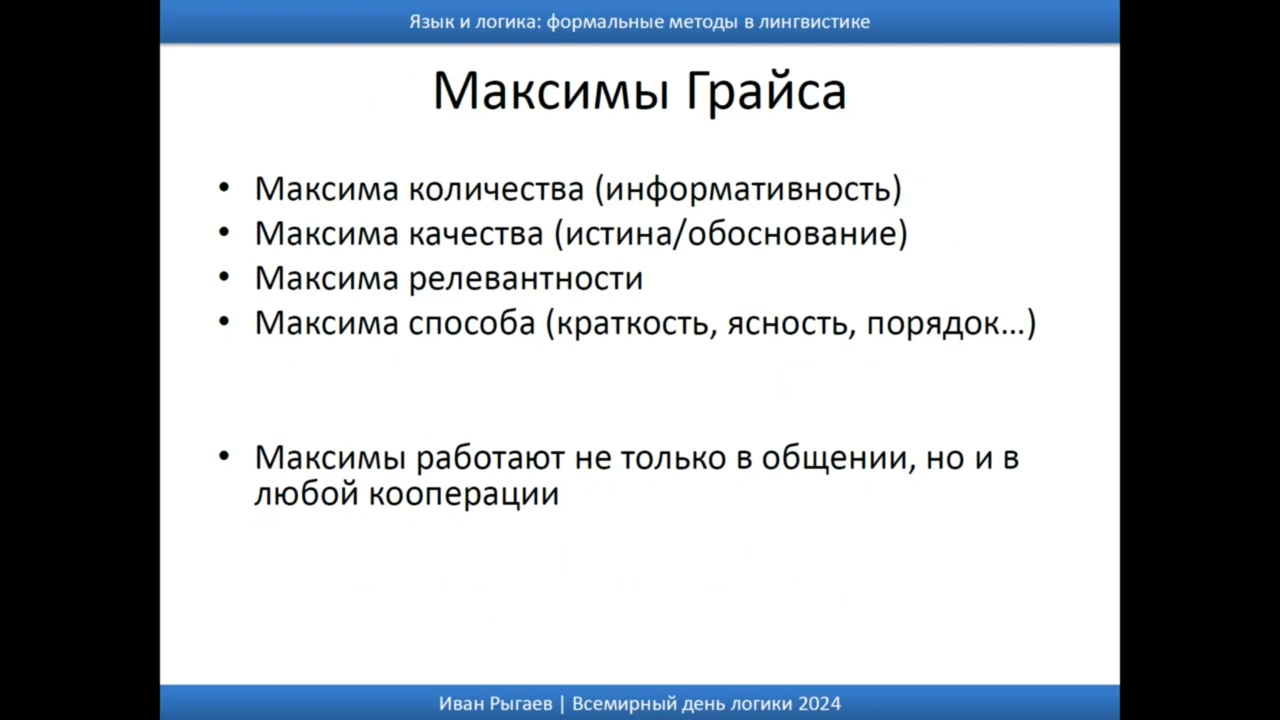 Язык и логика: формальные методы в лингвистике
Максимы Грайса
• Максима количества (информативность)
• Максима качества (истина/обоснование)
• Максима релевантности
• Максима способа (краткость, ясность, порядок…)
• Максимы работают не только в общении, но и в
любой кооперации
Иван Рыгаев | Всемирный день логики 2024